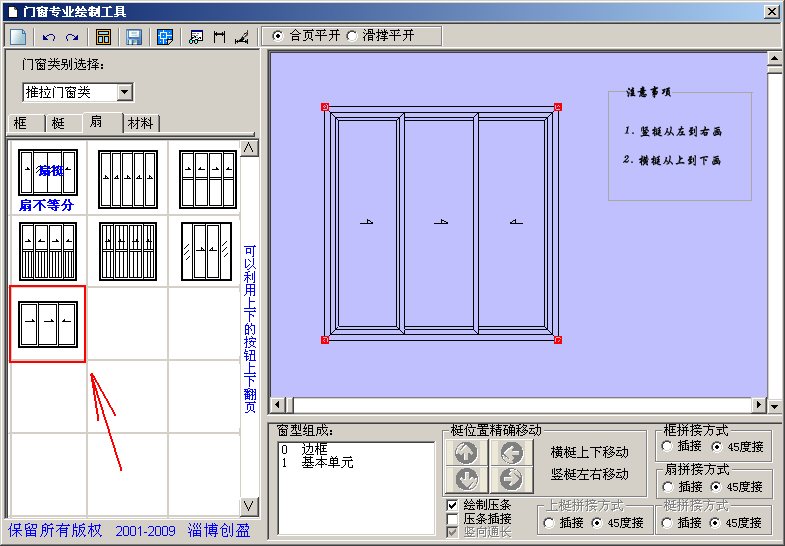 门窗专业绘制工具
合页平开 滑撑平开
门窗类别选择:
推拉门窗类
框 梃 扇 材料
扇梃
扇不等分
可以利用上下的按钮上下翻页
注意事项
1. 竖梃从左到右画
2. 横梃从上到下画
窗型组成:
0 边框
1 基本单元
梃位置精确移动
横梃上下移动
竖梃左右移动
绘制压条
压条插接
竖向通长
框拼接方式
插接 45度接
扇拼接方式
插接 45度接
上梃拼接方式
插接 45度接
梃拼接方式
插接 45度接
保留所有版权 2001-2009 淄博创盈